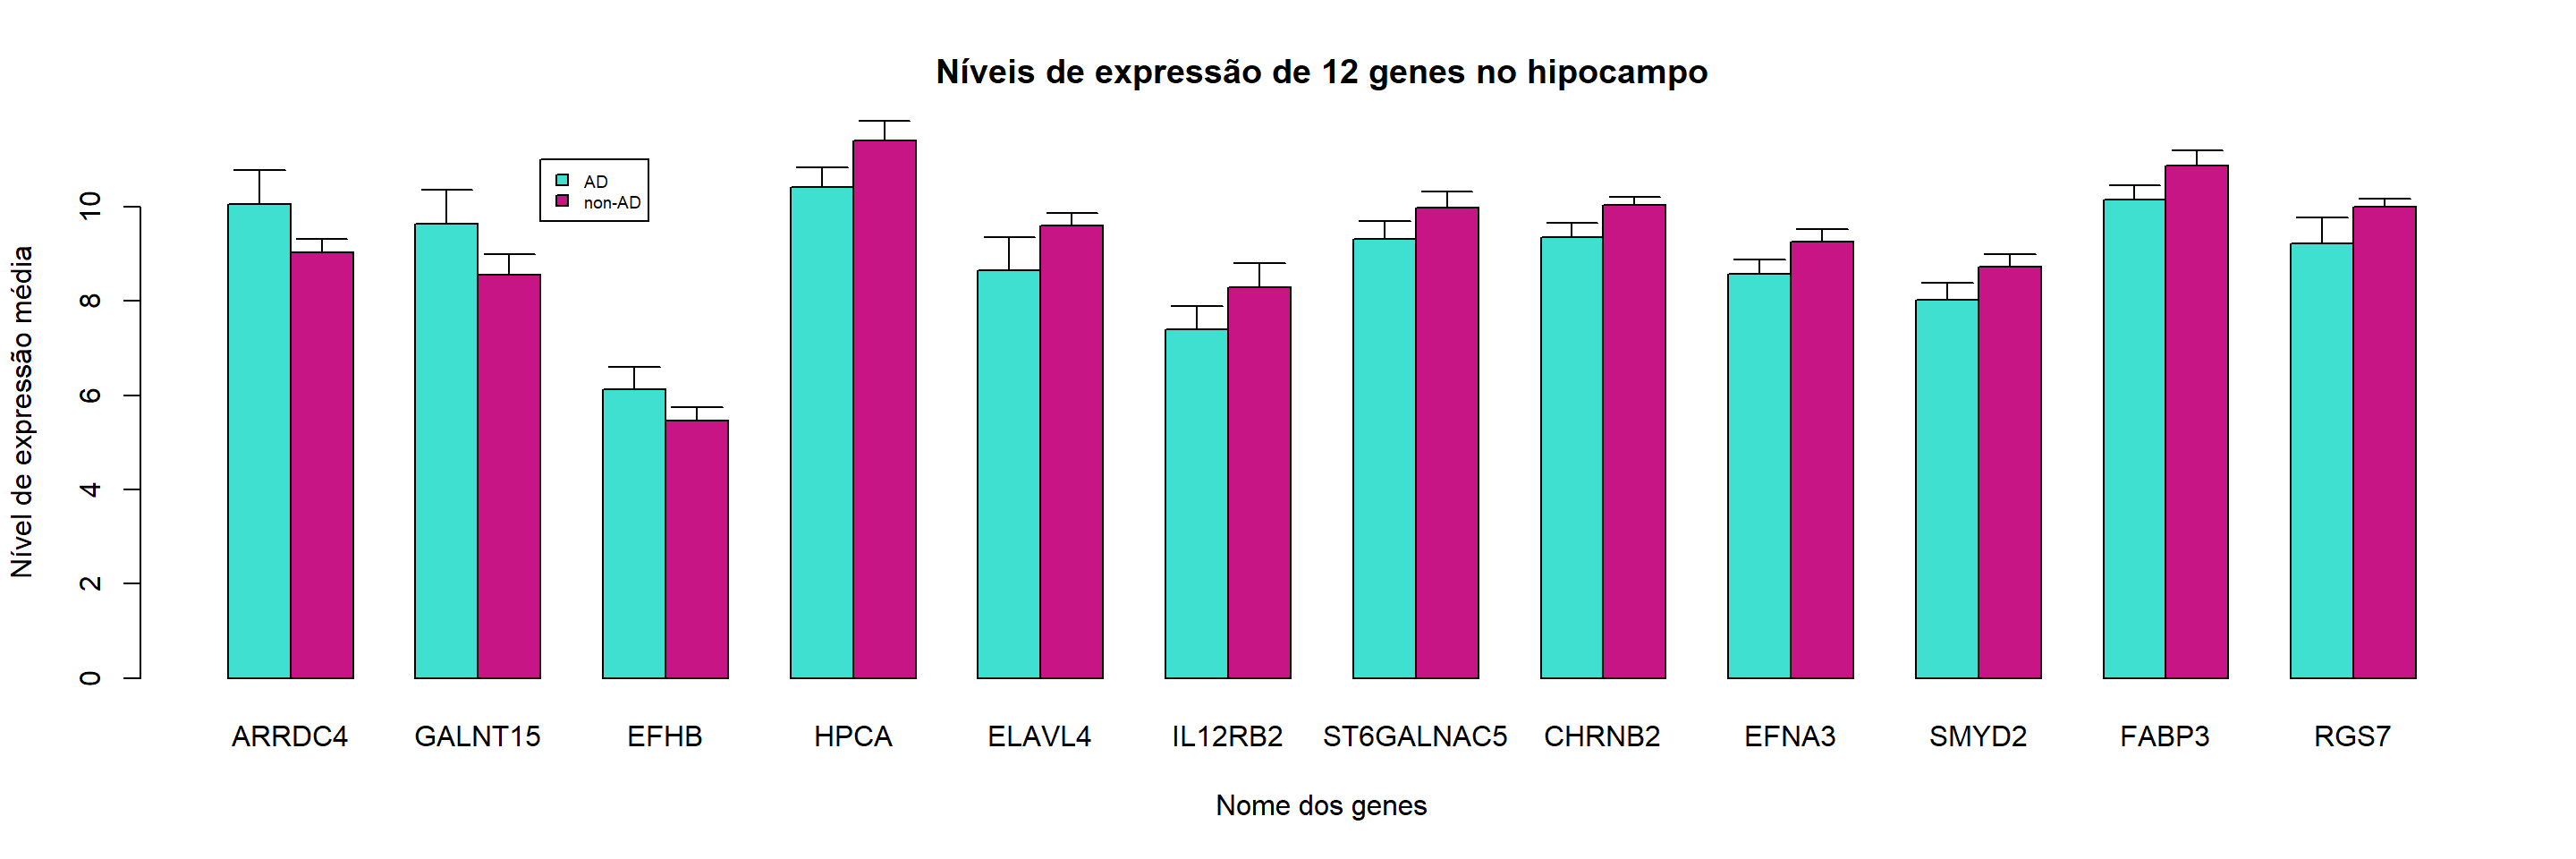 Níveis de expressão de 12 genes no hipocampo
AD
non-AD
Nível de expressão média
10
8
6
4
2
0
ARRDC4 GALNT15 EFHB HPCA ELAVL4 IL12RB2 ST6GALNAC5 CHRNB2 EFNA3 SMYD2 FABP3 RGS7
Nome dos genes